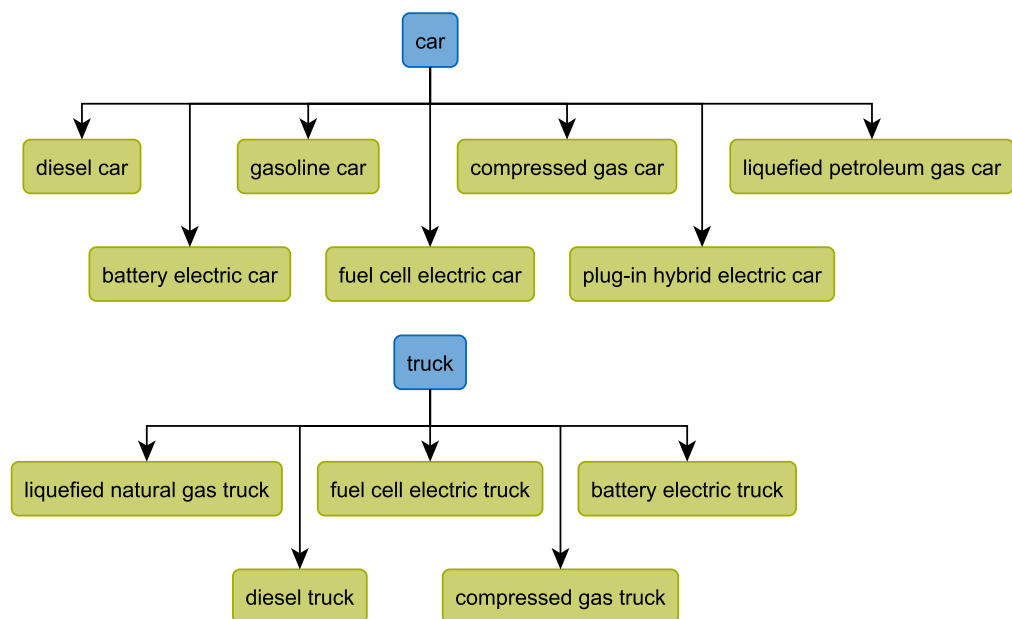 car
diesel car
gasoline car
compressed gas car
liquefied petroleum gas car
battery electric car
fuel cell electric car
plug-in hybrid electric car
truck
liquefied natural gas truck
fuel cell electric truck
battery electric truck
diesel truck
compressed gas truck